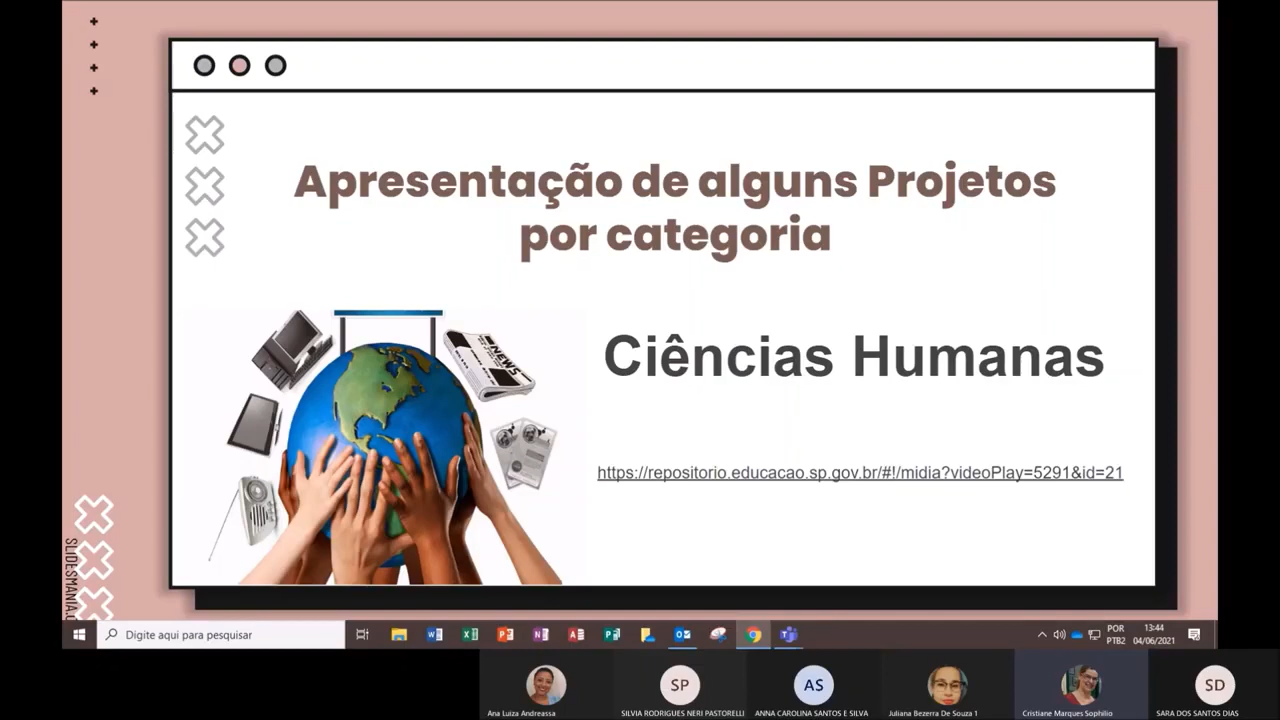 Apresentação de alguns Projetos
por categoria
NEWS
Ciências Humanas
https://repositorio.educacao.sp.gov.br/#!/midia?videoPlay=5291&id=21
Digite aqui para pesquisar
POR
PTB2
13:44
04/06/2021
SP
AS
SD
Ana Luiza Andreassa
SILVIA RODRIGUES NERI PASTORELLI
ANNA CAROLINA SANTOS E SILVA
Juliana Bezerra De Souza 1
Cristiane Marques Sophilio
SARA DOS SANTOS DIAS